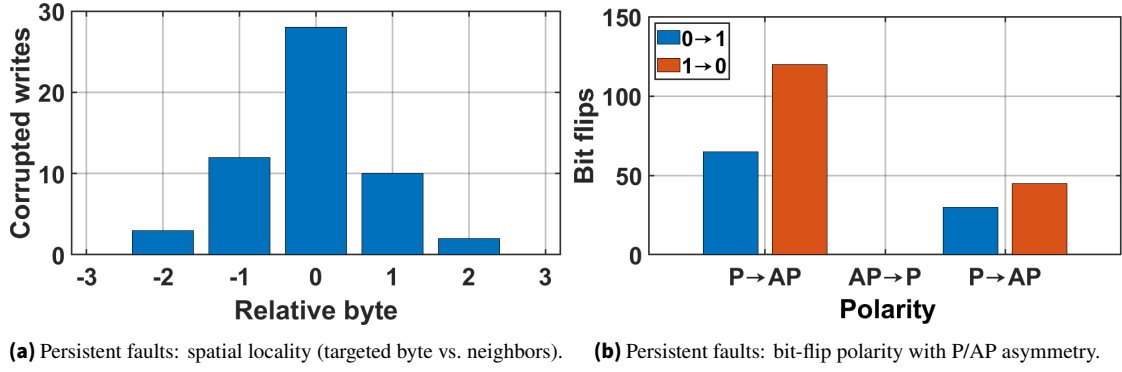 30
20
10
0
Corrupted writes
-3 -2 -1 0 1 2 3
Relative byte
(a) Persistent faults: spatial locality (targeted byte vs. neighbors).
150
100
50
0
Bit flips
0→1
1→0
P→AP AP→P P→AP
Polarity
(b) Persistent faults: bit-flip polarity with P/AP asymmetry.